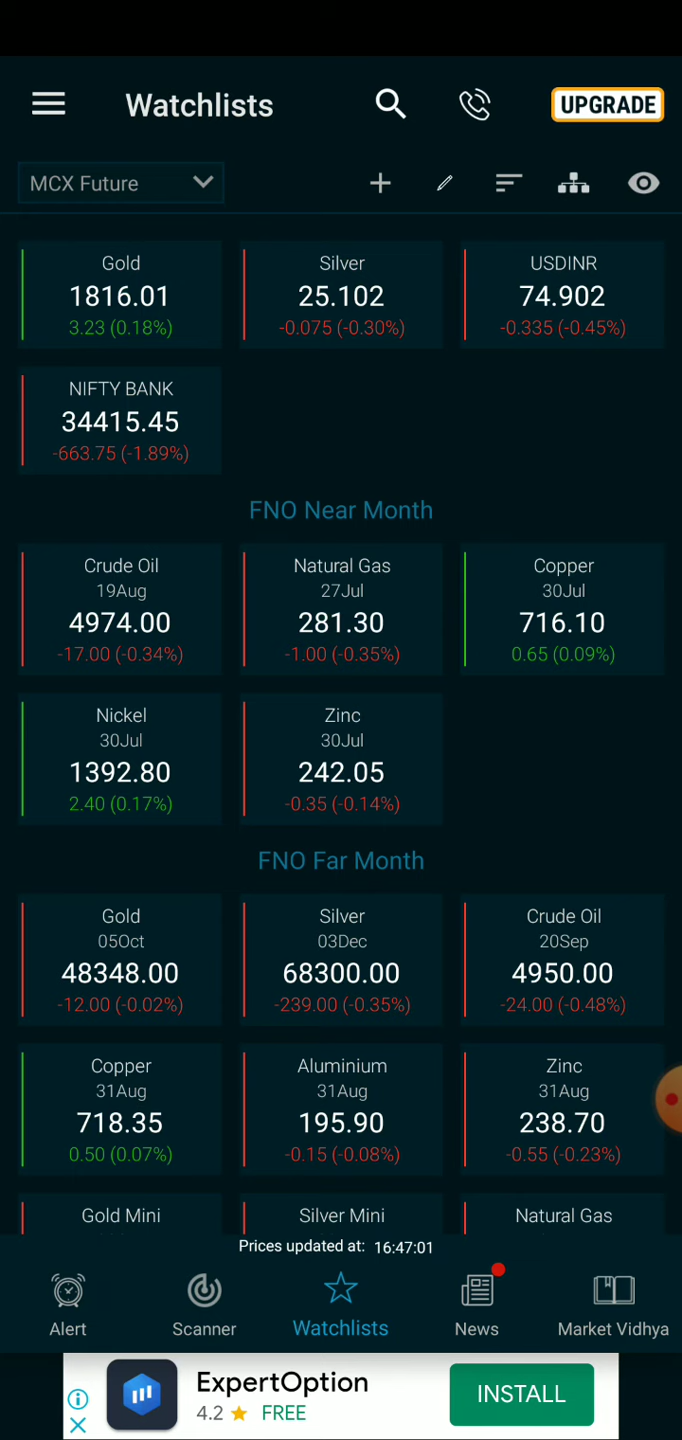 Watchlists
UPGRADE
MCX Future
Gold
1816.01
3.23 (0.18%)
Silver
25.102
-0.075 (-0.30%)
USDINR
74.902
-0.335 (-0.45%)
NIFTY BANK
34415.45
-663.75 (-1.89%)
FNO Near Month
Crude Oil
19Aug
4974.00
-17.00 (-0.34%)
Natural Gas
27Jul
281.30
-1.00 (-0.35%)
Copper
30Jul
716.10
0.65 (0.09%)
Nickel
30Jul
1392.80
2.40 (0.17%)
Zinc
30Jul
242.05
-0.35 (-0.14%)
FNO Far Month
Gold
05Oct
48348.00
-12.00 (-0.02%)
Silver
03Dec
68300.00
-239.00 (-0.35%)
Crude Oil
20Sep
4950.00
-24.00 (-0.48%)
Copper
31Aug
718.35
0.50 (0.07%)
Aluminium
31Aug
195.90
-0.15 (-0.08%)
Zinc
31Aug
238.70
-0.55 (-0.23%)
Gold Mini
Silver Mini
Natural Gas
Prices updated at: 16:47:01
Alert
Scanner
Watchlists
News
Market Vidhya
ExpertOption
4.2 ★ FREE
INSTALL